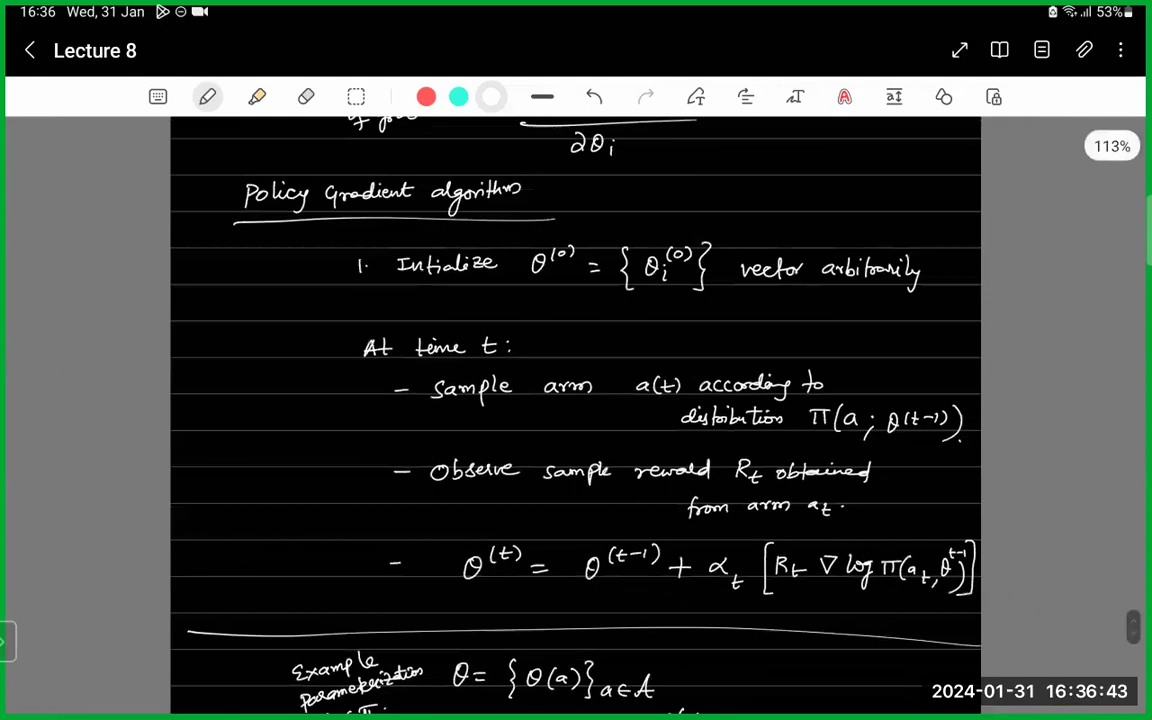 16:36 Wed, 31 Jan
53%
Lecture 8
113%
∂θi
Policy Gradient algorithm
1. Intialize θ^(0) = { θi^(0) } vector arbitrarily
At time t:
- Sample arm a(t) according to
distribution π(a ; θ(t-1)).
- Observe sample reward Rt obtained
from arm at.
- θ^(t) = θ^(t-1) + αt [Rt ∇ log π(at, θ^t-1)]
Example
parameterization θ = {θ(a)} a∈A
2024-01-31 16:36:43